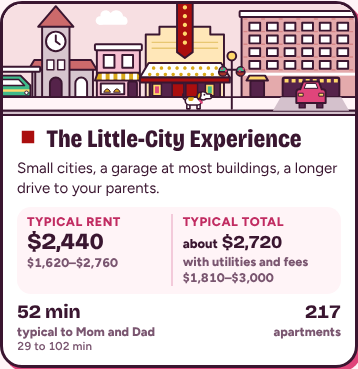 The Little-City Experience
Small cities, a garage at most buildings, a longer
drive to your parents.
TYPICAL RENT
$2,440
$1,620–$2,760
TYPICAL TOTAL
about $2,720
with utilities and fees
$1,810–$3,000
52 min
typical to Mom and Dad
29 to 102 min
217
apartments